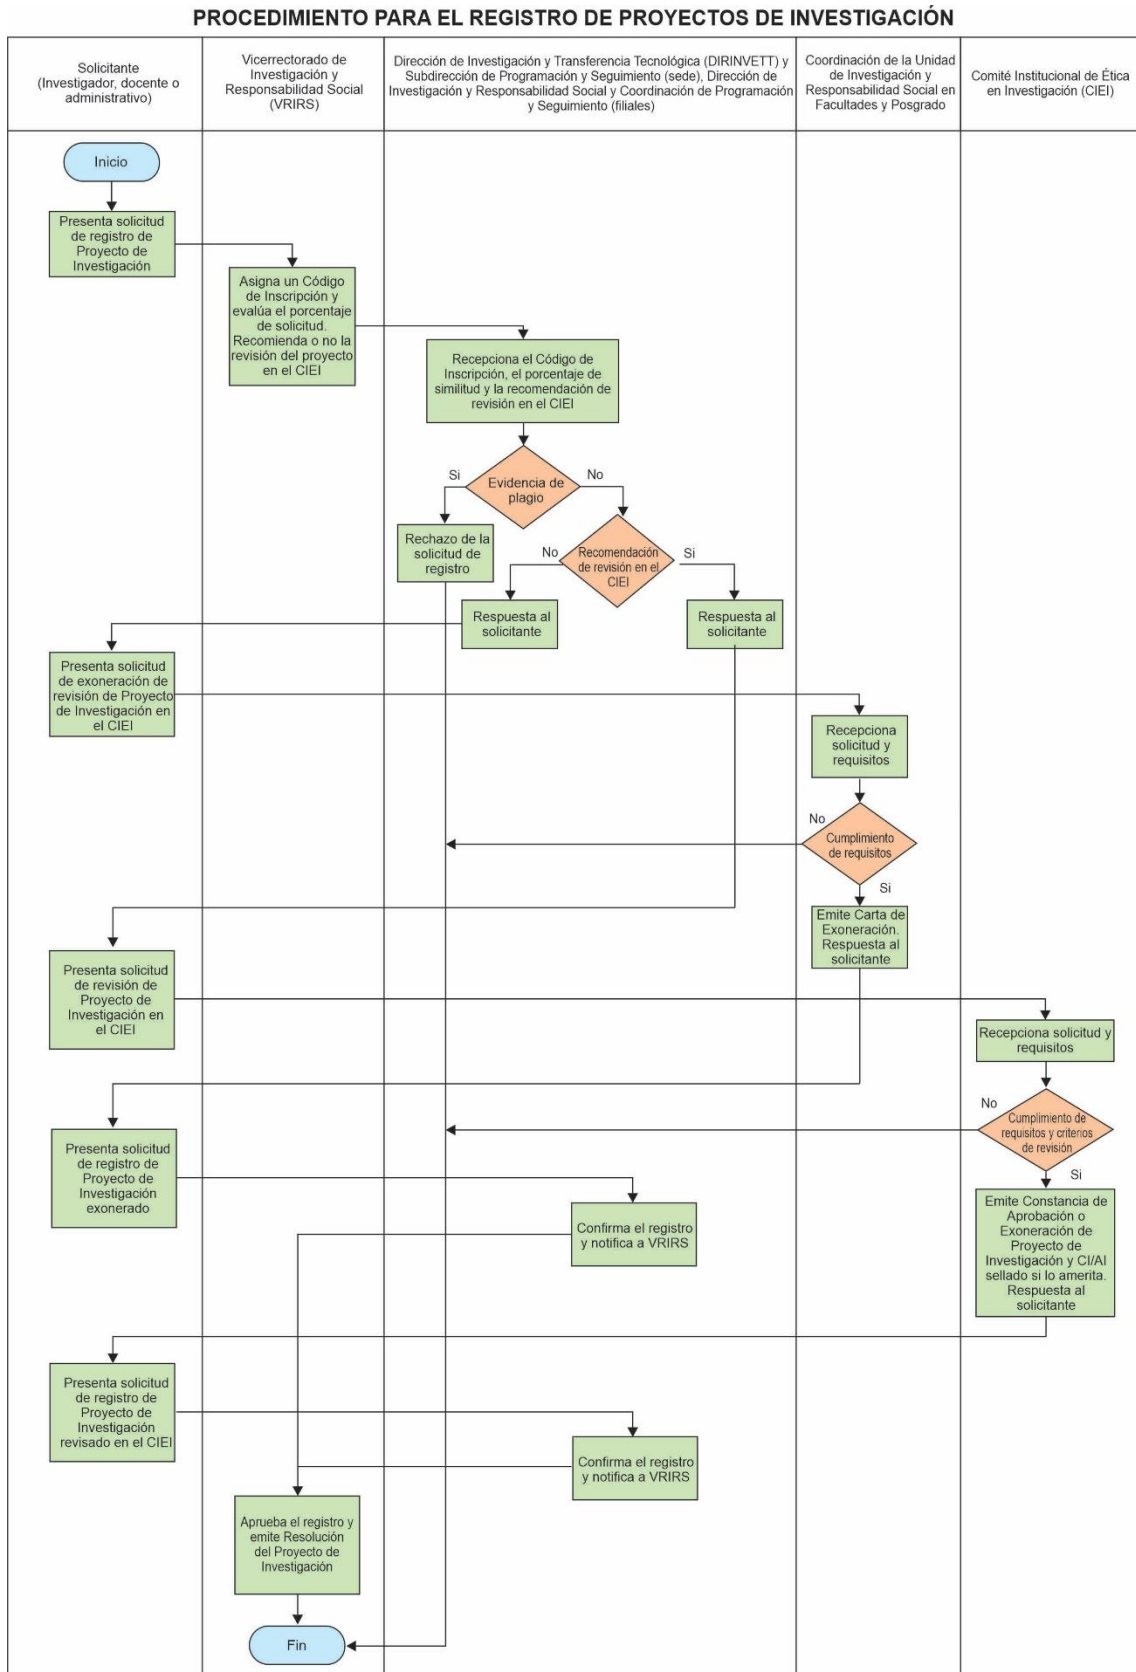 PROCEDIMIENTO PARA EL REGISTRO DE PROYECTOS DE INVESTIGACIÓN
Solicitante
(Investigador, docente o
administrativo)
Vicerrectorado de
Investigación y
Responsabilidad Social
(VRIRS)
Dirección de Investigación y Transferencia Tecnológica (DIRINVETT) y
Subdirección de Programación y Seguimiento (sede), Dirección de
Investigación y Responsabilidad Social y Coordinación de Programación
y Seguimiento (filiales)
Coordinación de la Unidad
de Investigación y
Responsabilidad Social en
Facultades y Posgrado
Comité Institucional de Ética
en Investigación (CIEI)
Inicio
Presenta solicitud
de registro de
Proyecto de
Investigación
Asigna un Código
de Inscripción y
evalúa el porcentaje
de solicitud.
Recomienda o no la
revisión del proyecto
en el CIEI
Recepciona el Código de
Inscripción, el porcentaje de
similitud y la recomendación de
revisión en el CIEI
Si
No
Evidencia de
plagio
Rechazo de la
solicitud de
registro
No
Recomendación
de revisión en el
CIEI
Si
Respuesta al
solicitante
Respuesta al
solicitante
Presenta solicitud
de exoneración de
revisión de Proyecto
de Investigación en
el CIEI
Recepciona
solicitud y
requisitos
No
Cumplimiento
de requisitos
Si
Emite Carta de
Exoneración.
Respuesta al
solicitante
Presenta solicitud
de revisión de
Proyecto de
Investigación en
el CIEI
Recepciona solicitud y
requisitos
No
Cumplimiento de
requisitos y criterios
de revisión
Si
Presenta solicitud
de registro de
Proyecto de
Investigación
exonerado
Confirma el registro
y notifica a VRIRS
Emite Constancia de
Aprobación o
Exoneración de
Proyecto de
Investigación y CI/AI
sellado si lo amerita.
Respuesta al
solicitante
Presenta solicitud
de registro de
Proyecto de
Investigación
revisado en el CIEI
Confirma el registro
y notifica a VRIRS
Aprueba el registro y
emite Resolución
del Proyecto de
Investigación
Fin